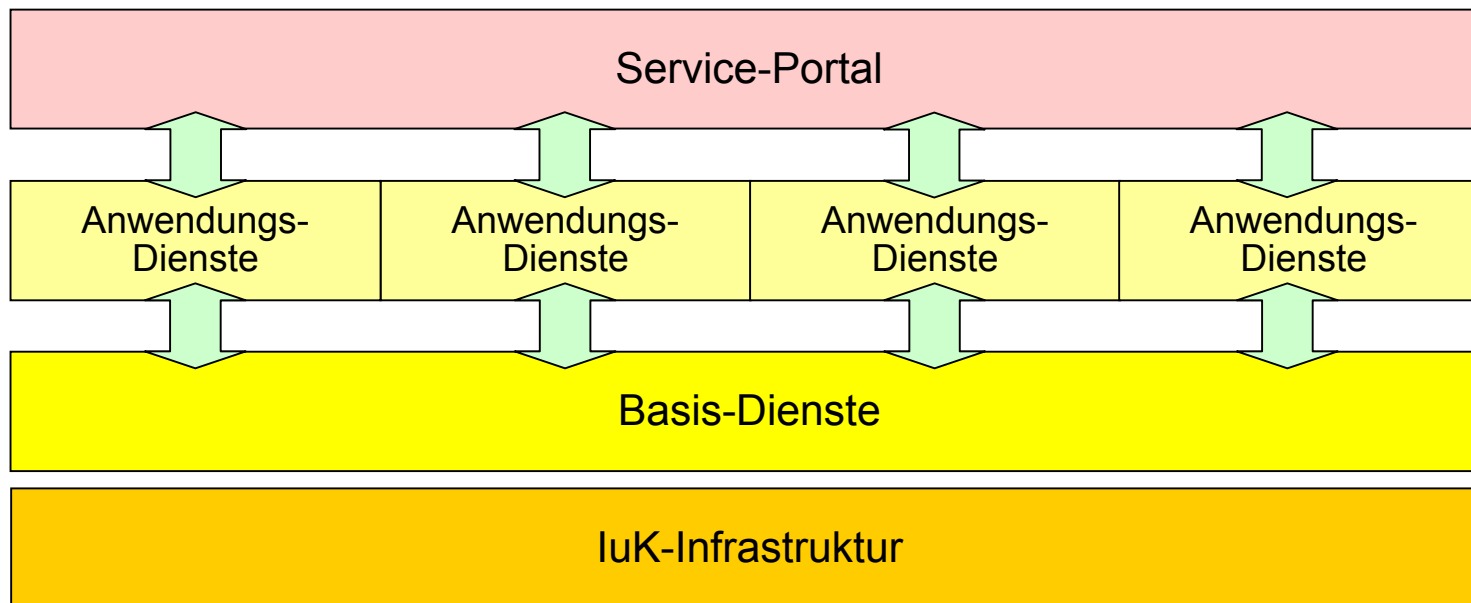 Service-Portal
Anwendungs-
Dienste
Anwendungs-
Dienste
Anwendungs-
Dienste
Anwendungs-
Dienste
Basis-Dienste
IuK-Infrastruktur